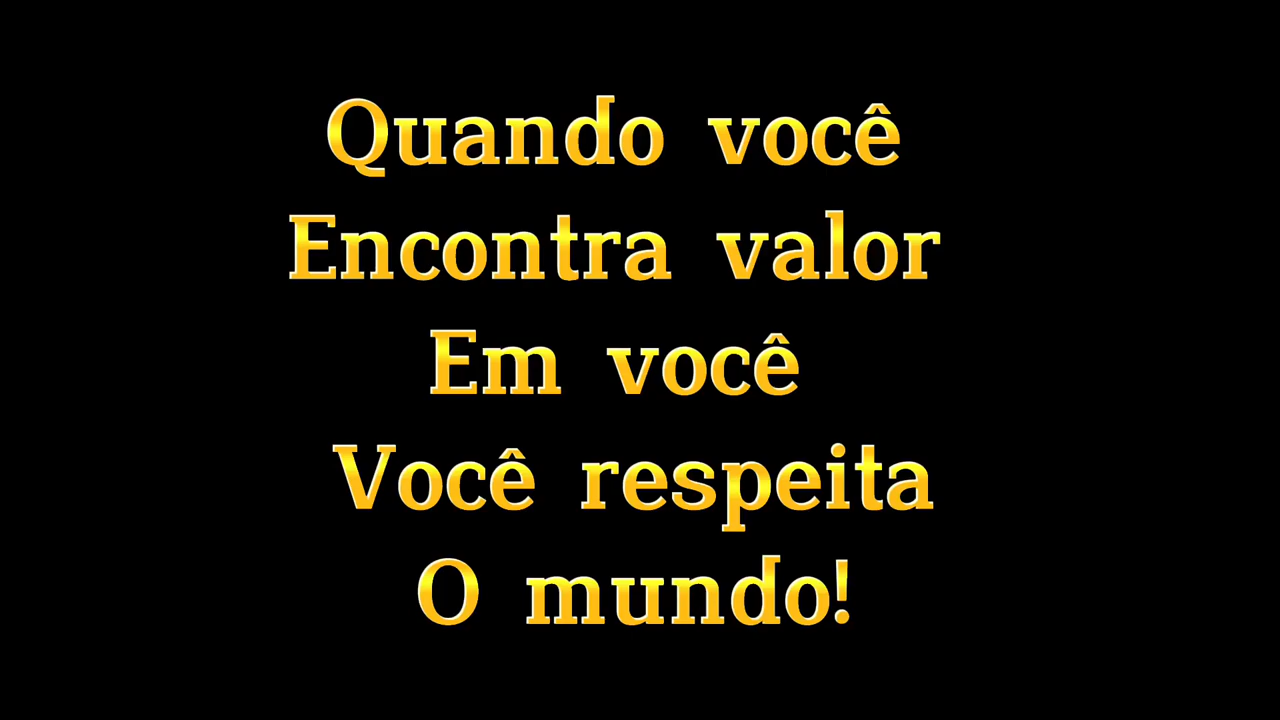 Quando você
Encontra valor
Em você
Você respeita
O mundo!